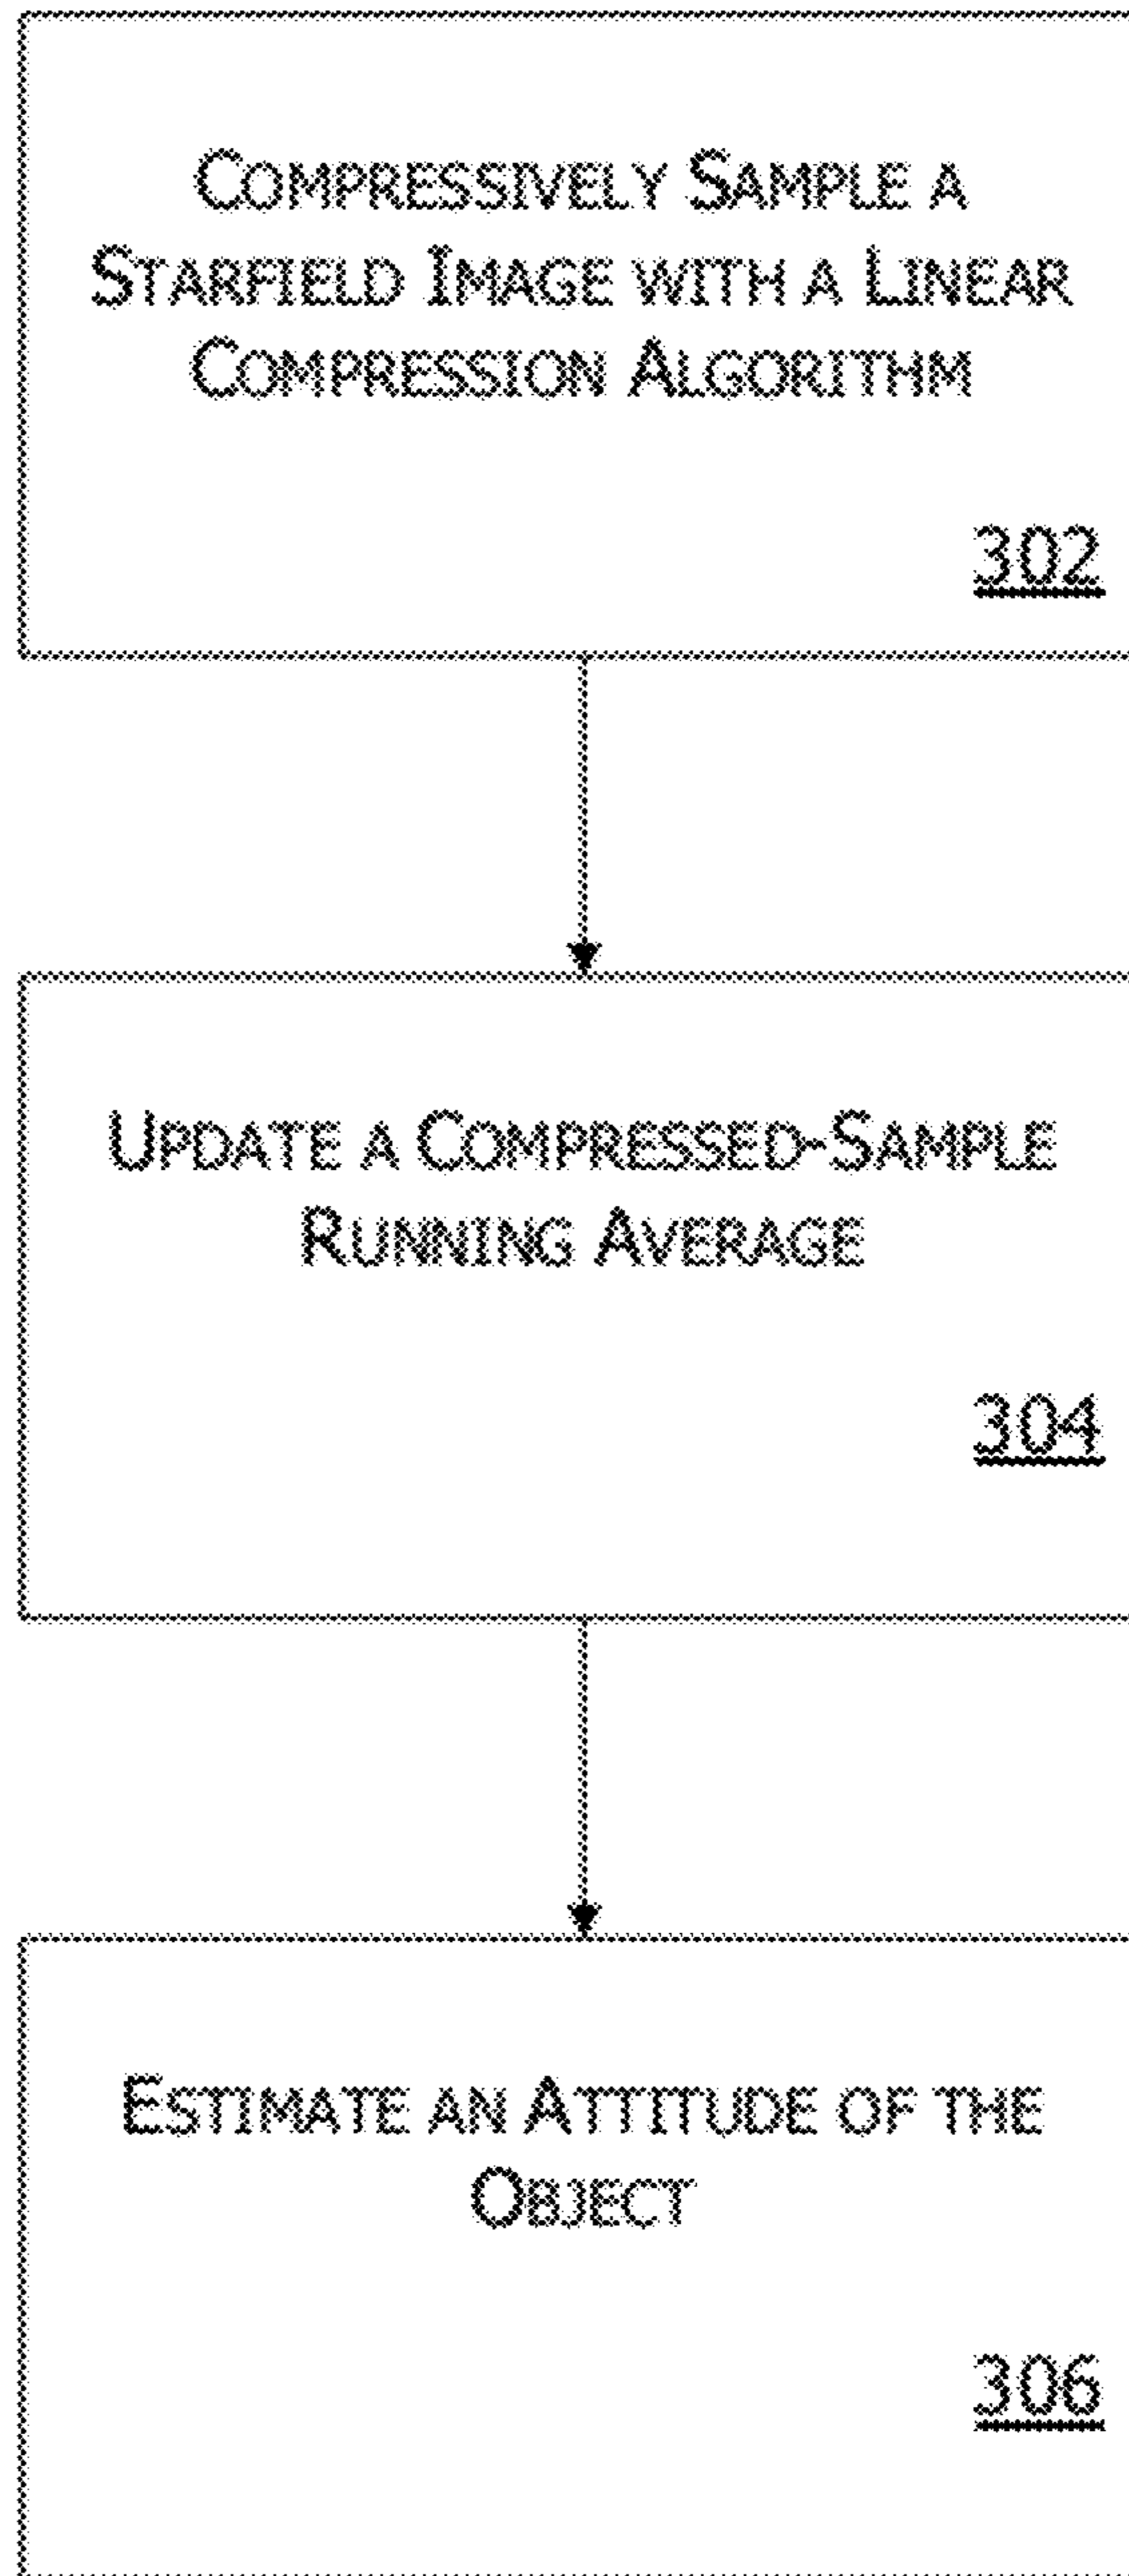 COMPRESSIVELY SAMPLE A
STARFIELD IMAGE WITH A LINEAR
COMPRESSION ALGORITHM
302
UPDATE A COMPRESSED-SAMPLE
RUNNING AVERAGE
304
ESTIMATE AN ATTITUDE OF THE
OBJECT
306